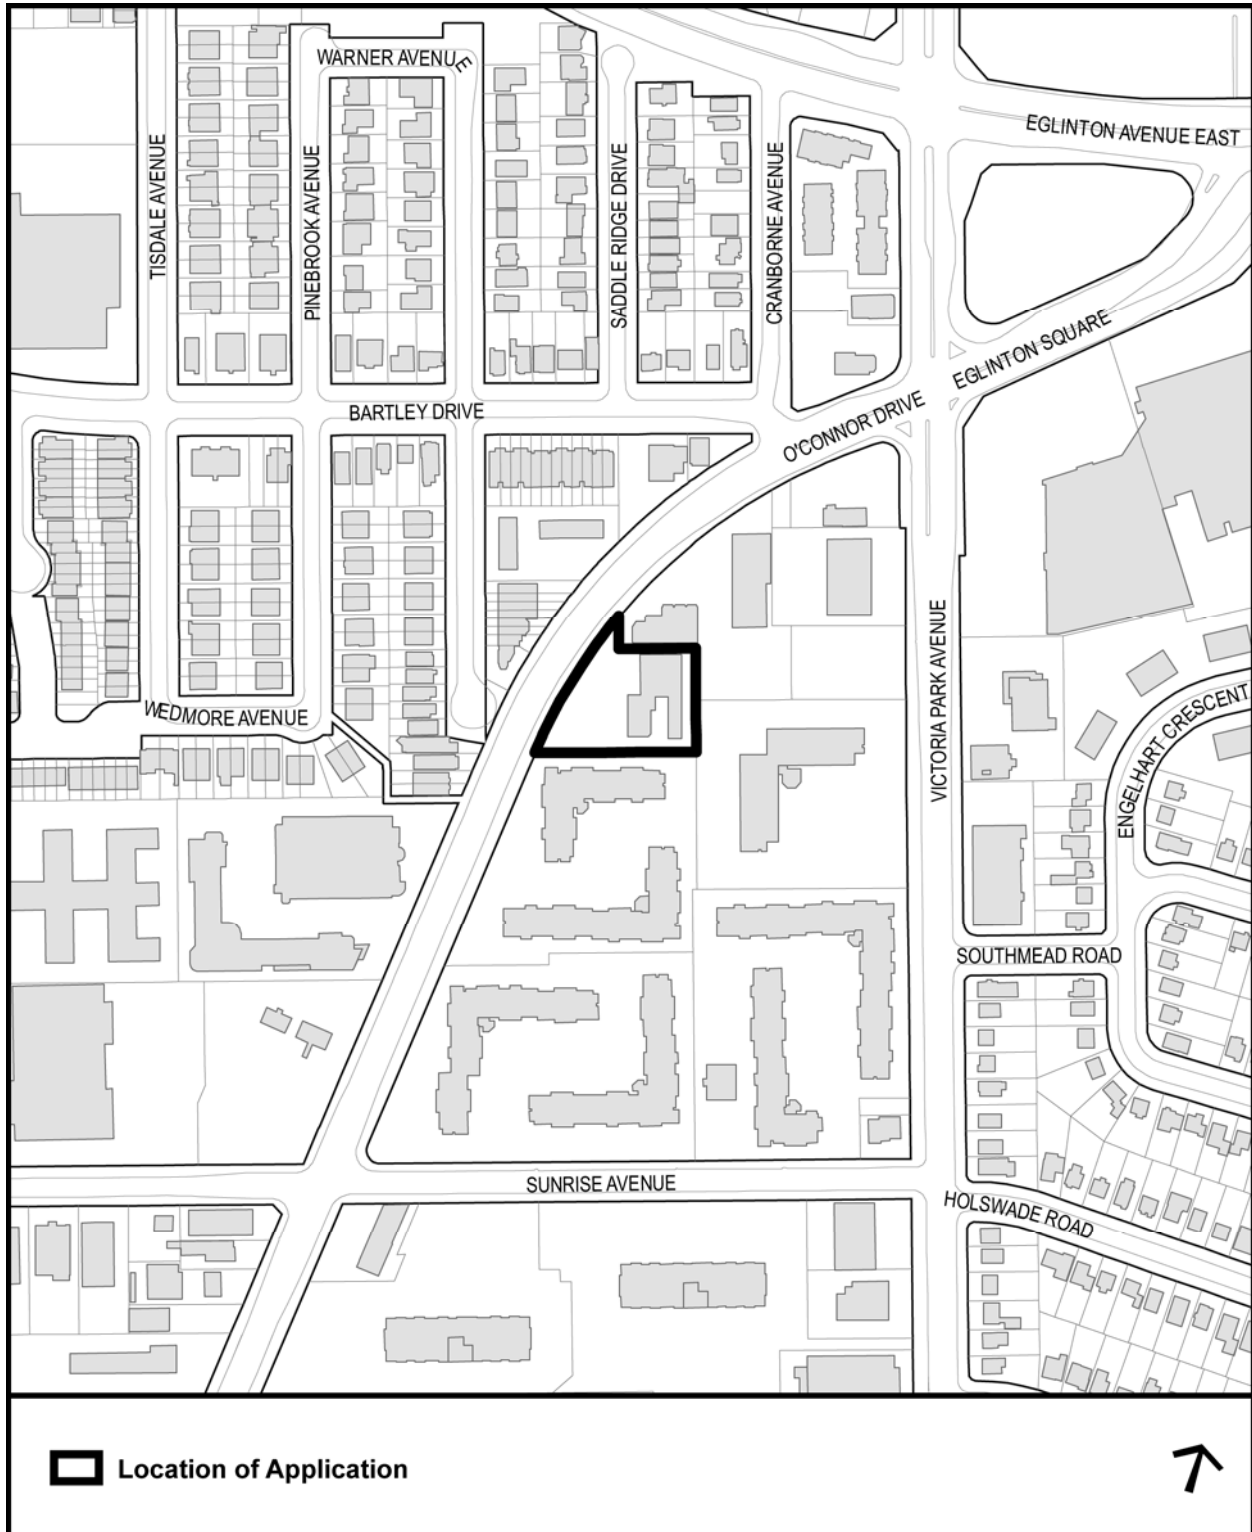 WARNER AVENUE
EGLINTON AVENUE EAST
TISDALE AVENUE
PINEBROOK AVENUE
SADDLE RIDGE DRIVE
CRANBORNE AVENUE
EGLINTON SQUARE
BARTLEY DRIVE
O'CONNOR DRIVE
VICTORIA PARK AVENUE
WEDMORE AVENUE
ENGELHART CRESCENT
SOUTHMEAD ROAD
SUNRISE AVENUE
HOLSWADE ROAD
Location of Application